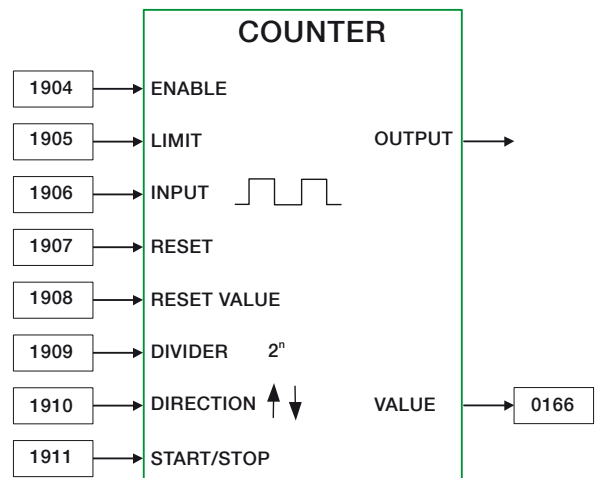 COUNTER
1904 ENABLE
1905 LIMIT OUTPUT
1906 INPUT
1907 RESET
1908 RESET VALUE
1909 DIVIDER 2ⁿ
1910 DIRECTION VALUE 0166
1911 START/STOP